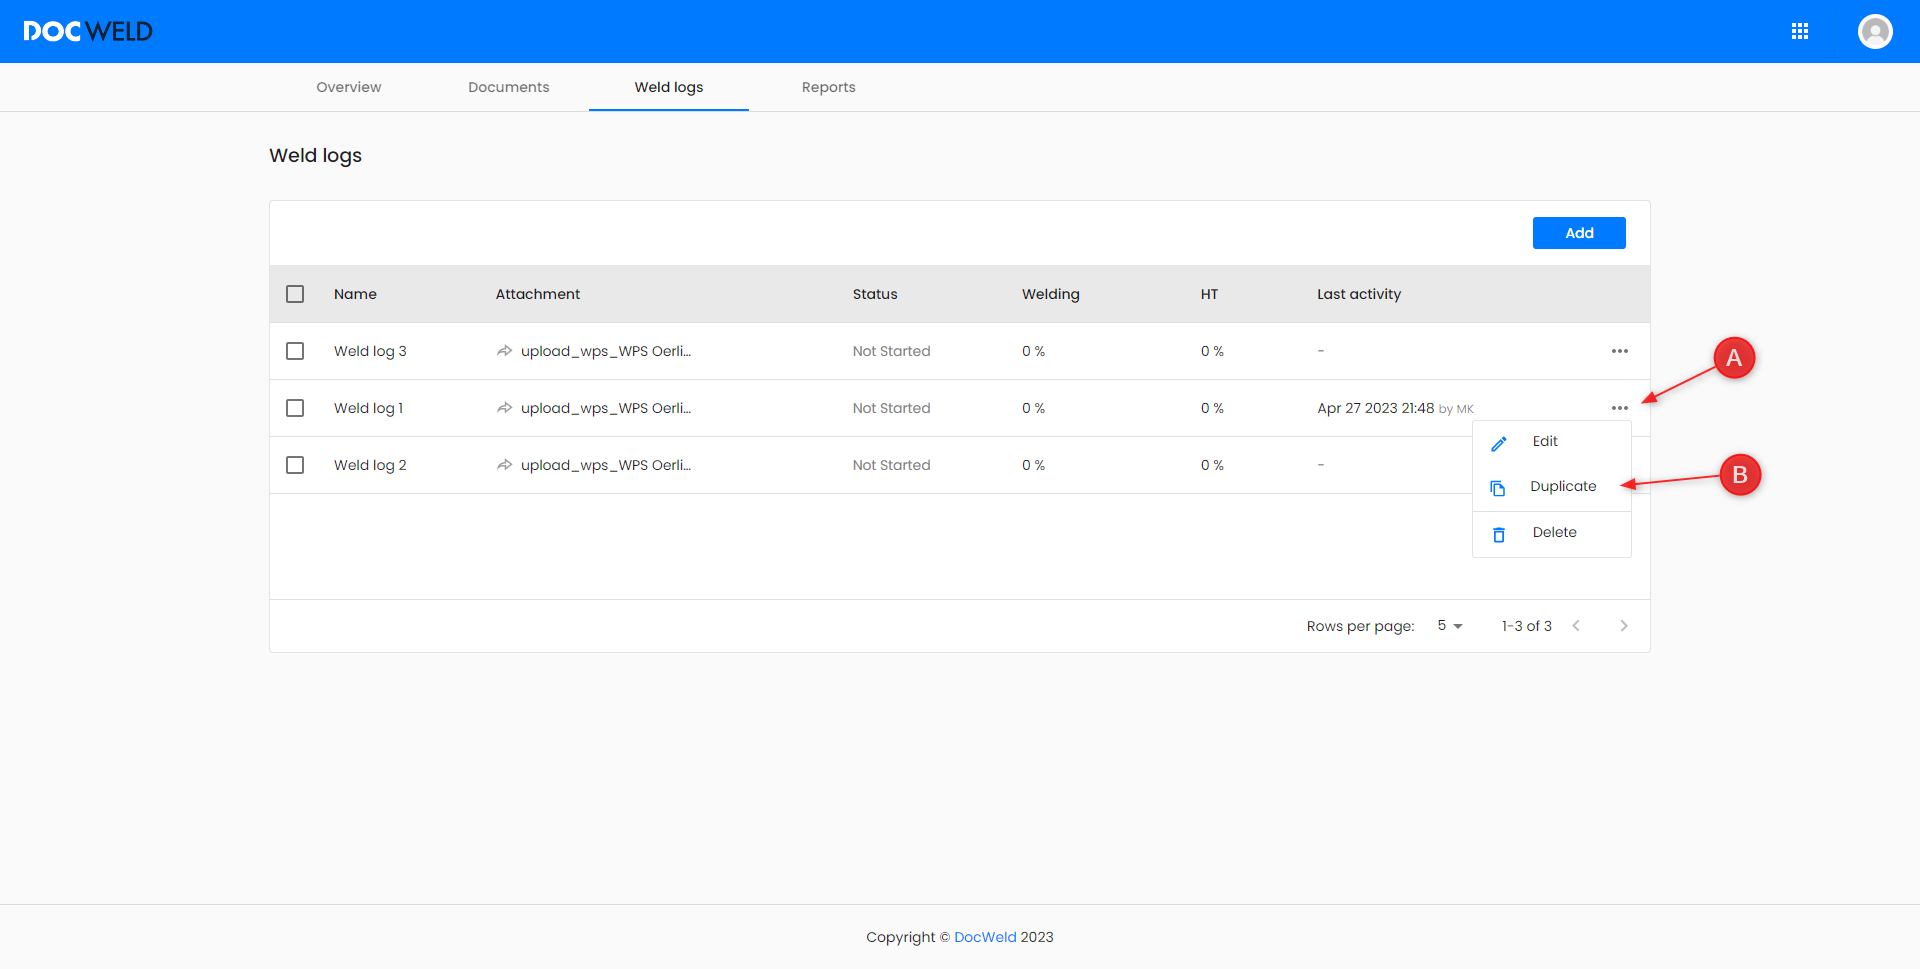 DOCWELD
Overview Documents Weld logs Reports
Weld logs
Add
Name Attachment Status Welding HT Last activity
Weld log 3 upload_wps_WPS Oerli... Not Started 0 % 0 % -
A
Weld log 1 upload_wps_WPS Oerli... Not Started 0 % 0 % Apr 27 2023 21:48 by MK
Edit
Weld log 2 upload_wps_WPS Oerli... Not Started 0 % 0 % -
B
Duplicate
Delete
Rows per page: 5 1-3 of 3
Copyright © DocWeld 2023